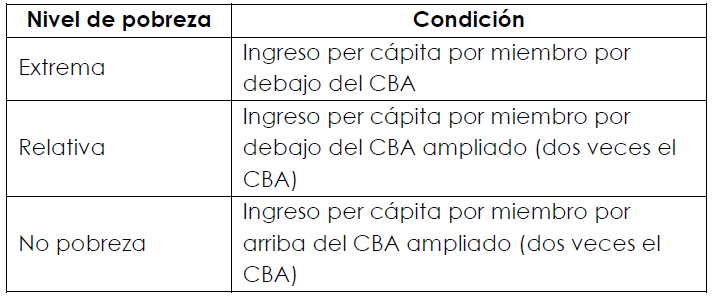 Nivel de pobreza
Condición
Extrema
Ingreso per cápita por miembro por
debajo del CBA
Relativa
Ingreso per cápita por miembro por
debajo del CBA ampliado (dos veces el
CBA)
No pobreza
Ingreso per cápita por miembro por
arriba del CBA ampliado (dos veces el
CBA)